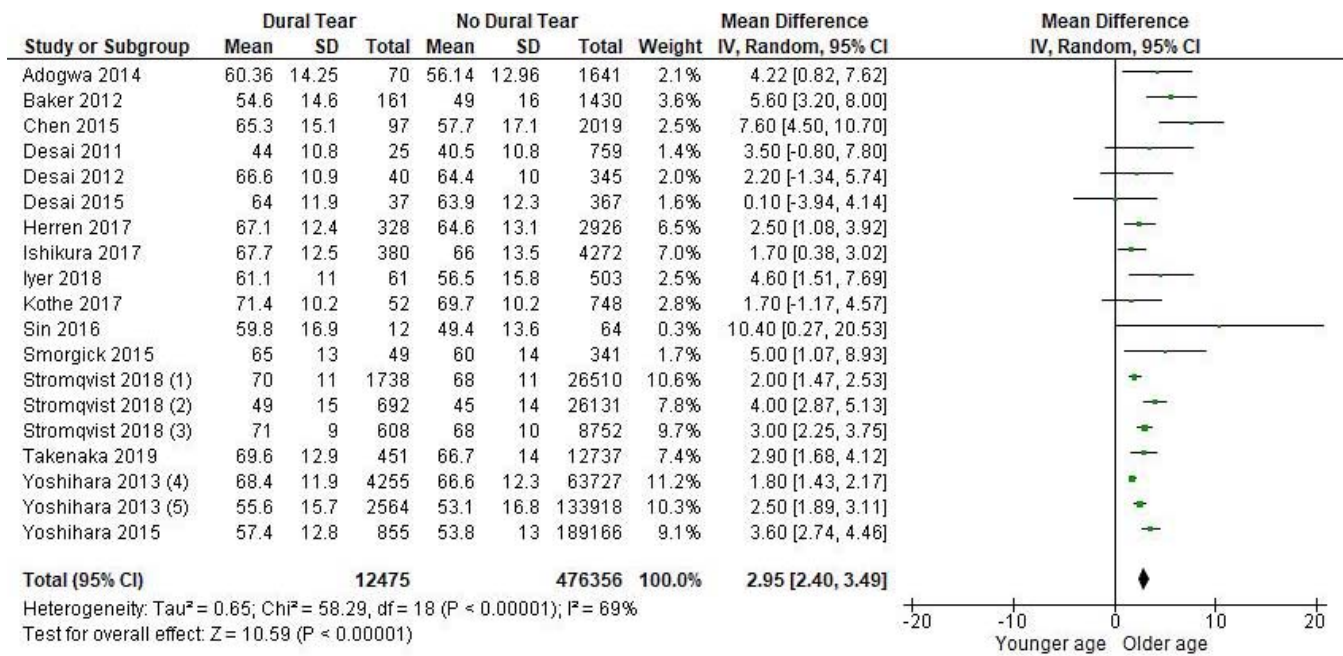 Dural Tear No Dural Tear Mean Difference Mean Difference
Study or Subgroup Mean SD Total Mean SD Total Weight IV, Random, 95% CI IV, Random, 95% CI
Adogwa 2014 60.36 14.25 70 56.14 12.96 1641 2.1% 4.22 [0.82, 7.62]
Baker 2012 54.6 14.6 161 49 16 1430 3.6% 5.60 [3.20, 8.00]
Chen 2015 65.3 15.1 97 57.7 17.1 2019 2.5% 7.60 [4.50, 10.70]
Desai 2011 44 10.8 25 40.5 10.8 759 1.4% 3.50 [-0.80, 7.80]
Desai 2012 66.6 10.9 40 64.4 10 345 2.0% 2.20 [-1.34, 5.74]
Desai 2015 64 11.9 37 63.9 12.3 367 1.6% 0.10 [-3.94, 4.14]
Herren 2017 67.1 12.4 328 64.6 13.1 2926 6.5% 2.50 [1.08, 3.92]
Ishikura 2017 67.7 12.5 380 66 13.5 4272 7.0% 1.70 [0.38, 3.02]
Iyer 2018 61.1 11 61 56.5 15.8 503 2.5% 4.60 [1.51, 7.69]
Kothe 2017 71.4 10.2 52 69.7 10.2 748 2.8% 1.70 [-1.17, 4.57]
Sin 2016 59.8 16.9 12 49.4 13.6 64 0.3% 10.40 [0.27, 20.53]
Smorgick 2015 65 13 49 60 14 341 1.7% 5.00 [1.07, 8.93]
Stromqvist 2018 (1) 70 11 1738 68 11 26510 10.6% 2.00 [1.47, 2.53]
Stromqvist 2018 (2) 49 15 692 45 14 26131 7.8% 4.00 [2.87, 5.13]
Stromqvist 2018 (3) 71 9 608 68 10 8752 9.7% 3.00 [2.25, 3.75]
Takenaka 2019 69.6 12.9 451 66.7 14 12737 7.4% 2.90 [1.68, 4.12]
Yoshihara 2013 (4) 68.4 11.9 4255 66.6 12.3 63727 11.2% 1.80 [1.43, 2.17]
Yoshihara 2013 (5) 55.6 15.7 2564 53.1 16.8 133918 10.3% 2.50 [1.89, 3.11]
Yoshihara 2015 57.4 12.8 855 53.8 13 189166 9.1% 3.60 [2.74, 4.46]
Total (95% CI) 12475 476356 100.0% 2.95 [2.40, 3.49]
Heterogeneity: Tau² = 0.65; Chi² = 58.29, df = 18 (P < 0.00001); I² = 69%
Test for overall effect: Z = 10.59 (P < 0.00001)
-20 -10 0 10 20
Younger age Older age